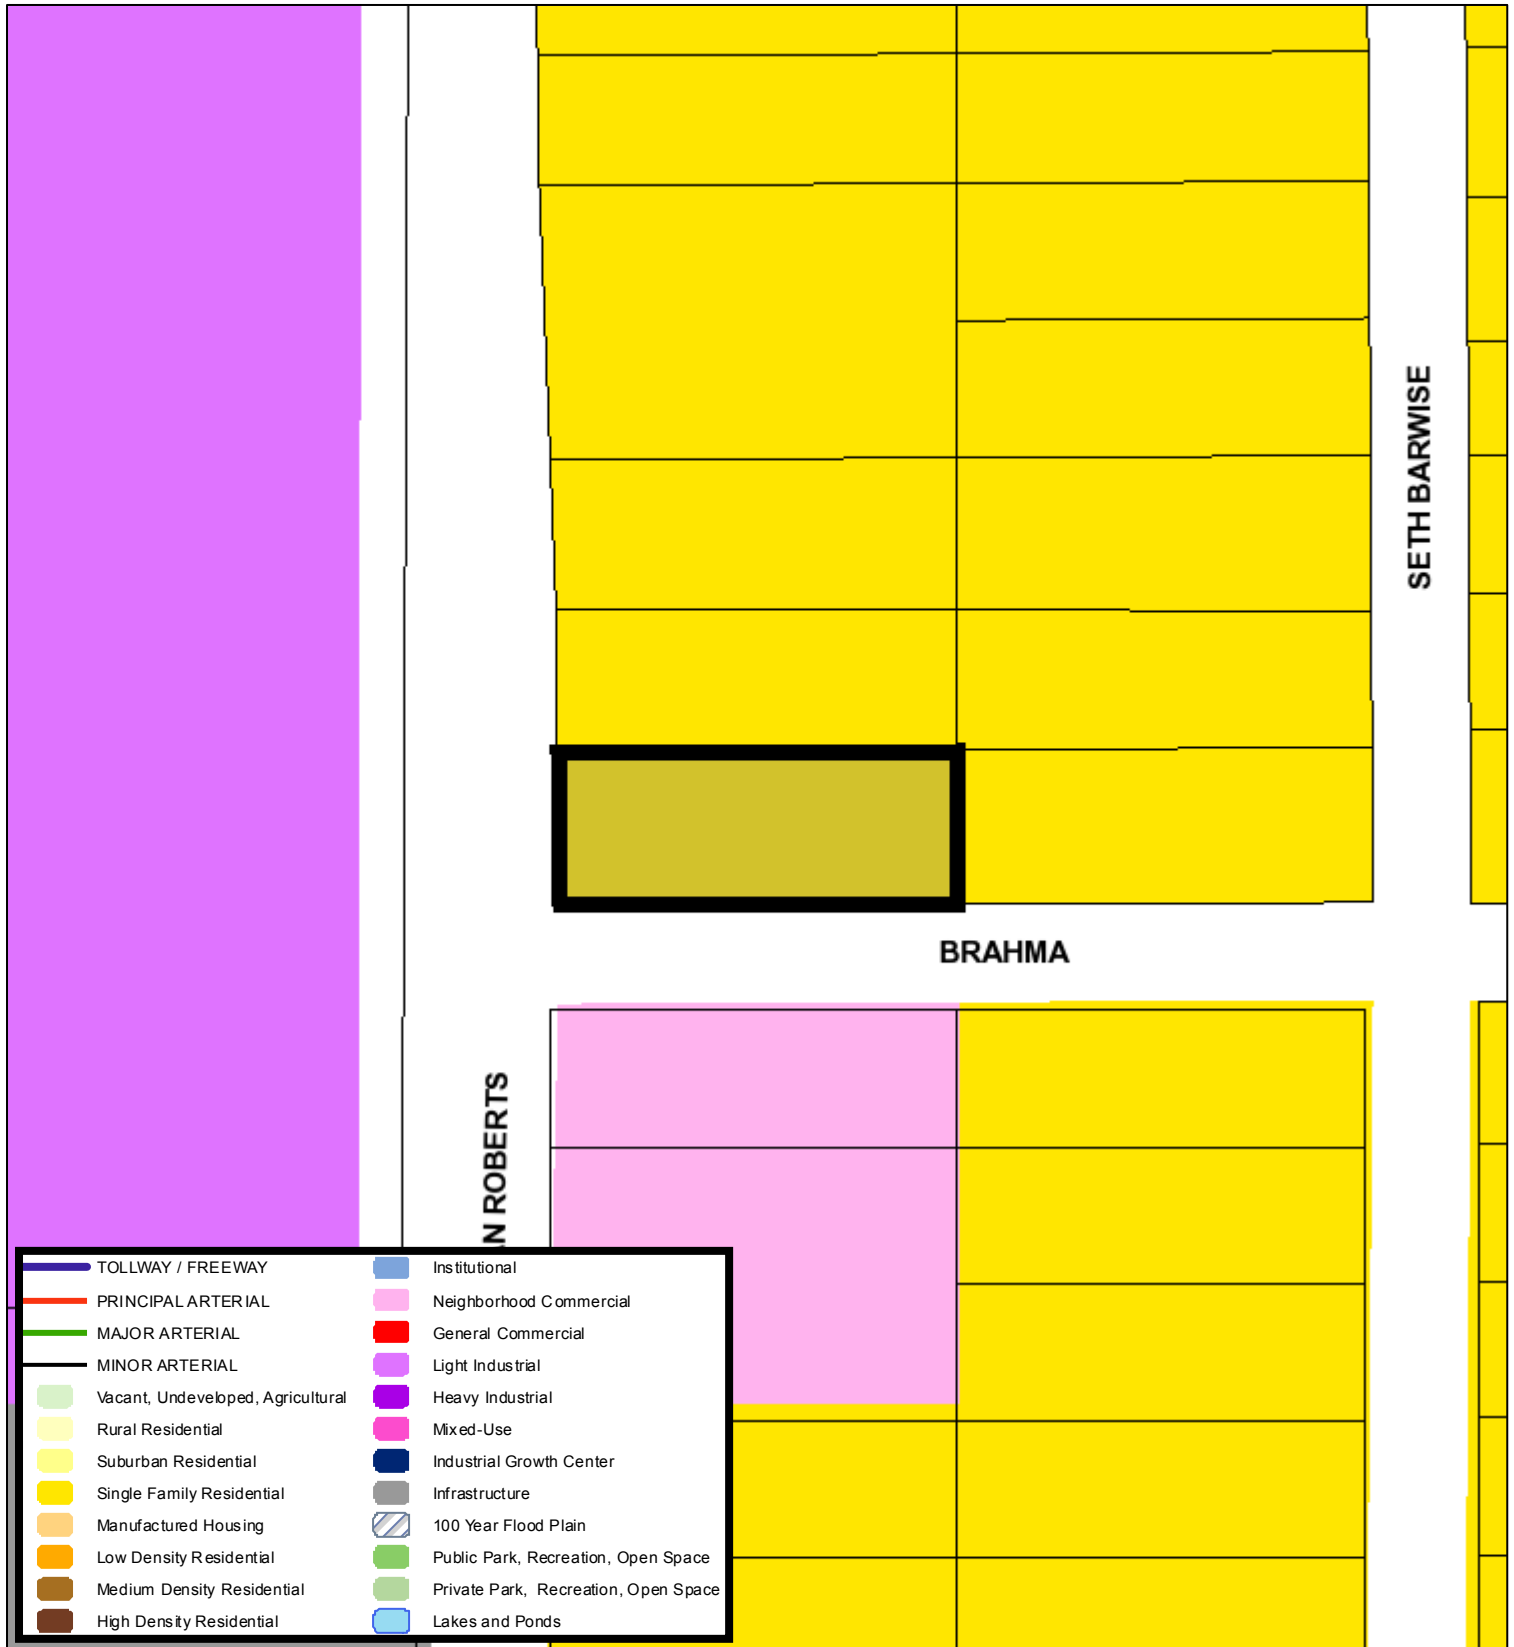 SETH BARWISE
BRAHMA
ROBERTS
TOLLWAY / FREEWAY
PRINCIPAL ARTERIAL
MAJOR ARTERIAL
MINOR ARTERIAL
Vacant, Undeveloped, Agricultural
Rural Residential
Suburban Residential
Single Family Residential
Manufactured Housing
Low Density Residential
Medium Density Residential
High Density Residential
Institutional
Neighborhood Commercial
General Commercial
Light Industrial
Heavy Industrial
Mixed-Use
Industrial Growth Center
Infrastructure
100 Year Flood Plain
Public Park, Recreation, Open Space
Private Park, Recreation, Open Space
Lakes and Ponds